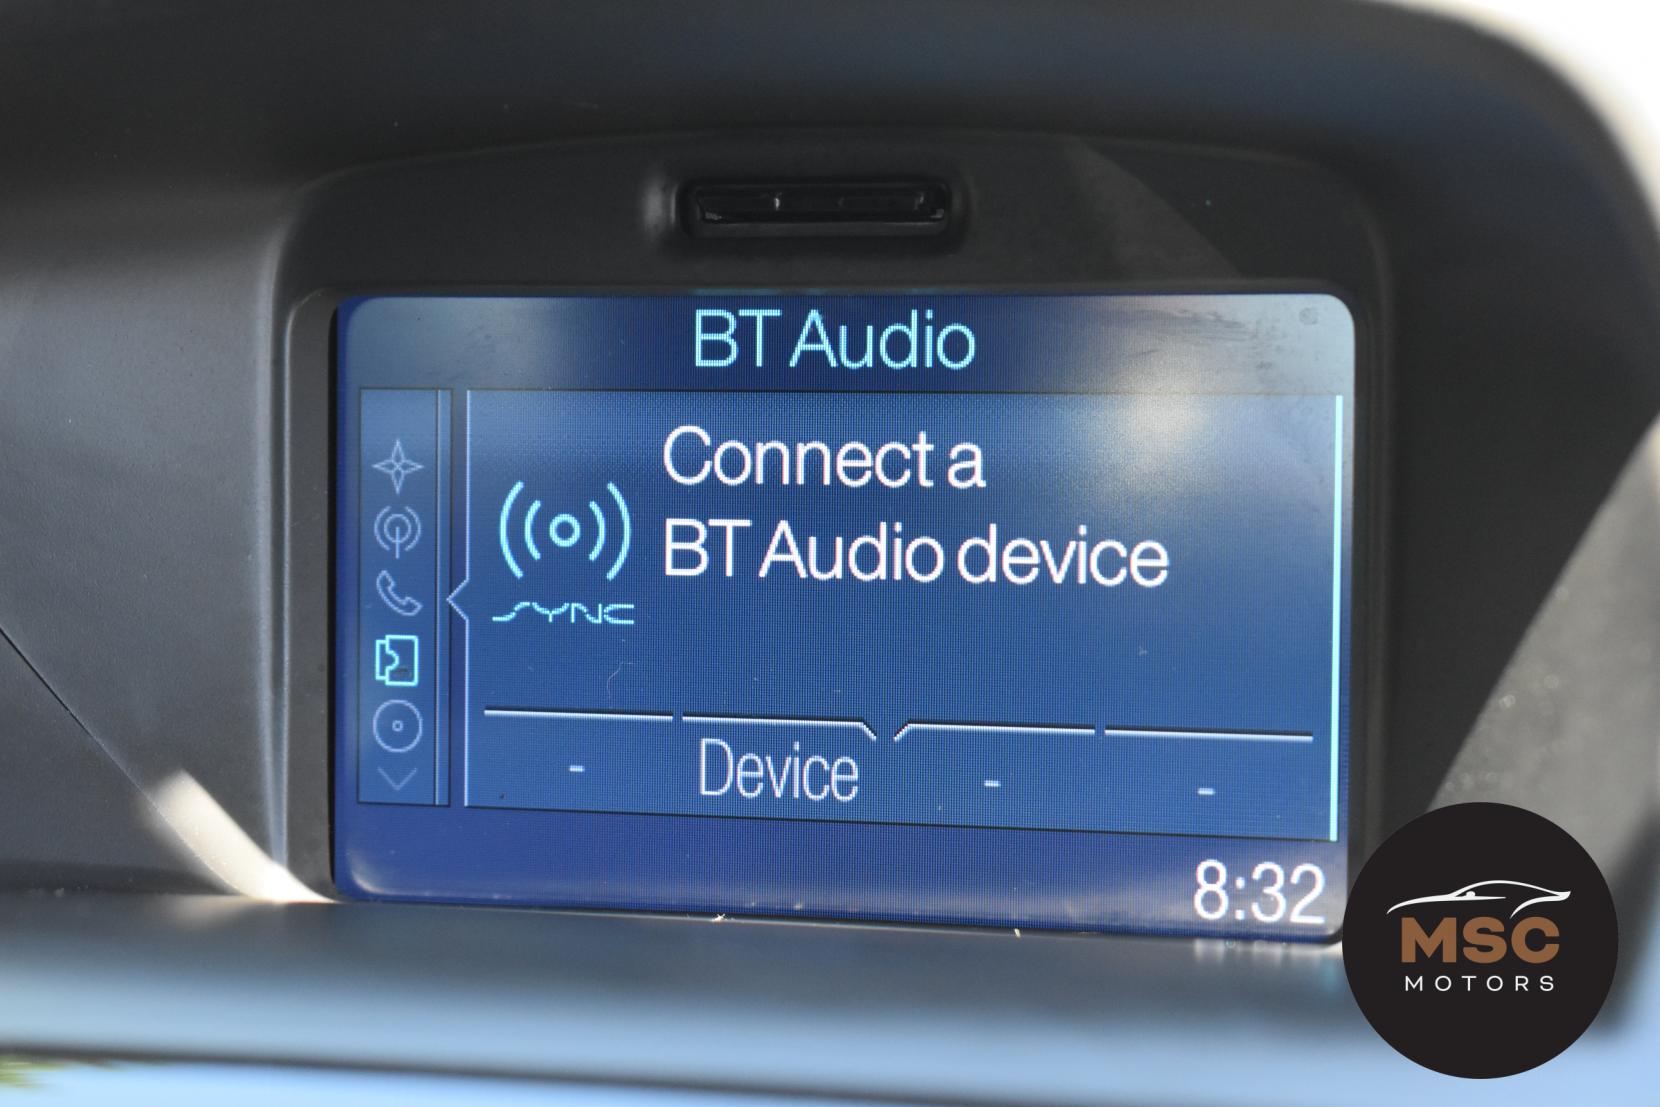 BT Audio
Connect a
BT Audio device
SYNC
- Device - -
8:32
MSC
MOTORS